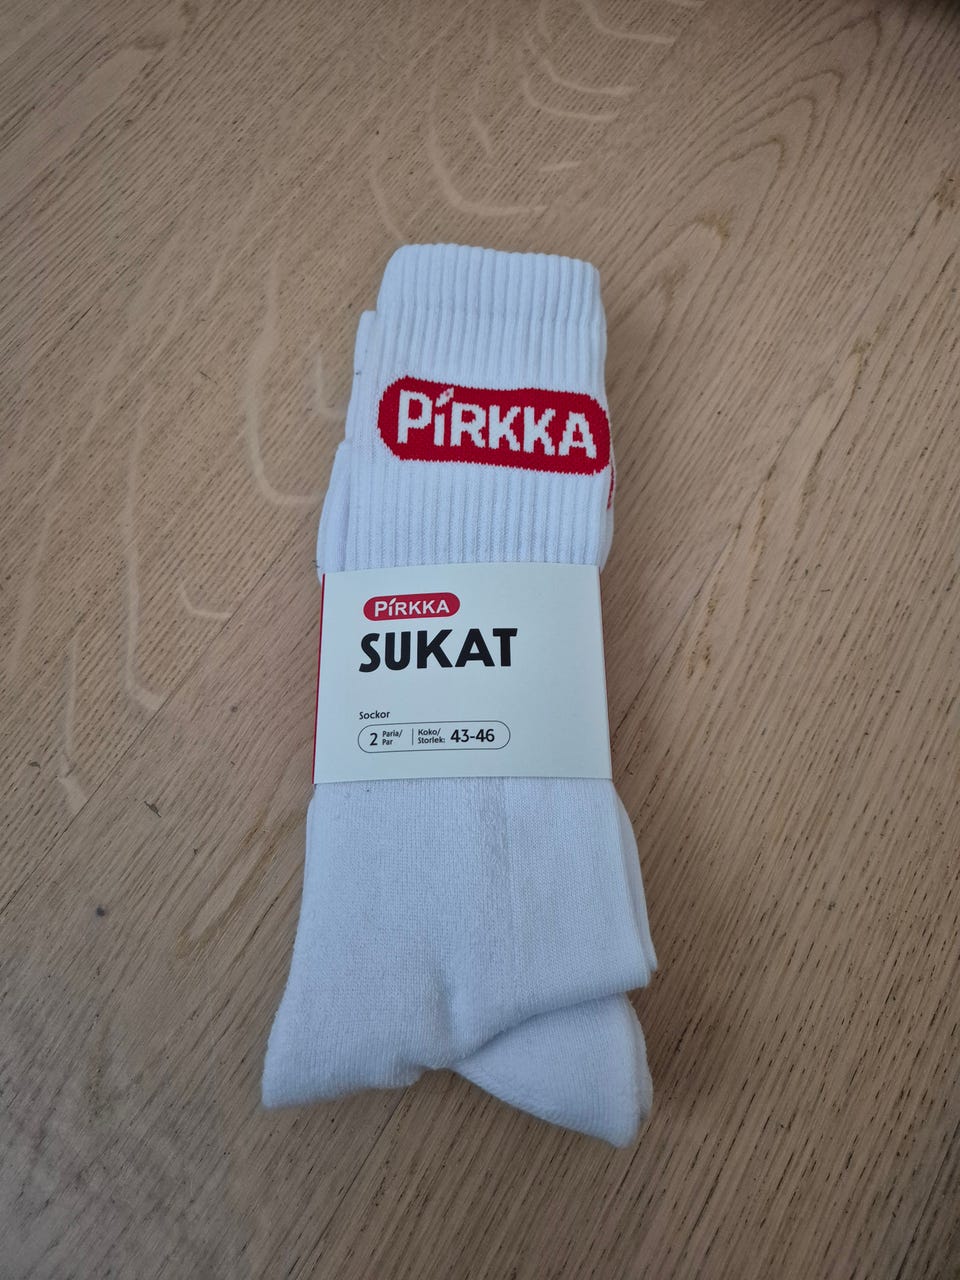 PIRKKA
PIRKKA
SUKAT
Sockor
2 Paria/ Par Koko/ Storlek: 43-46